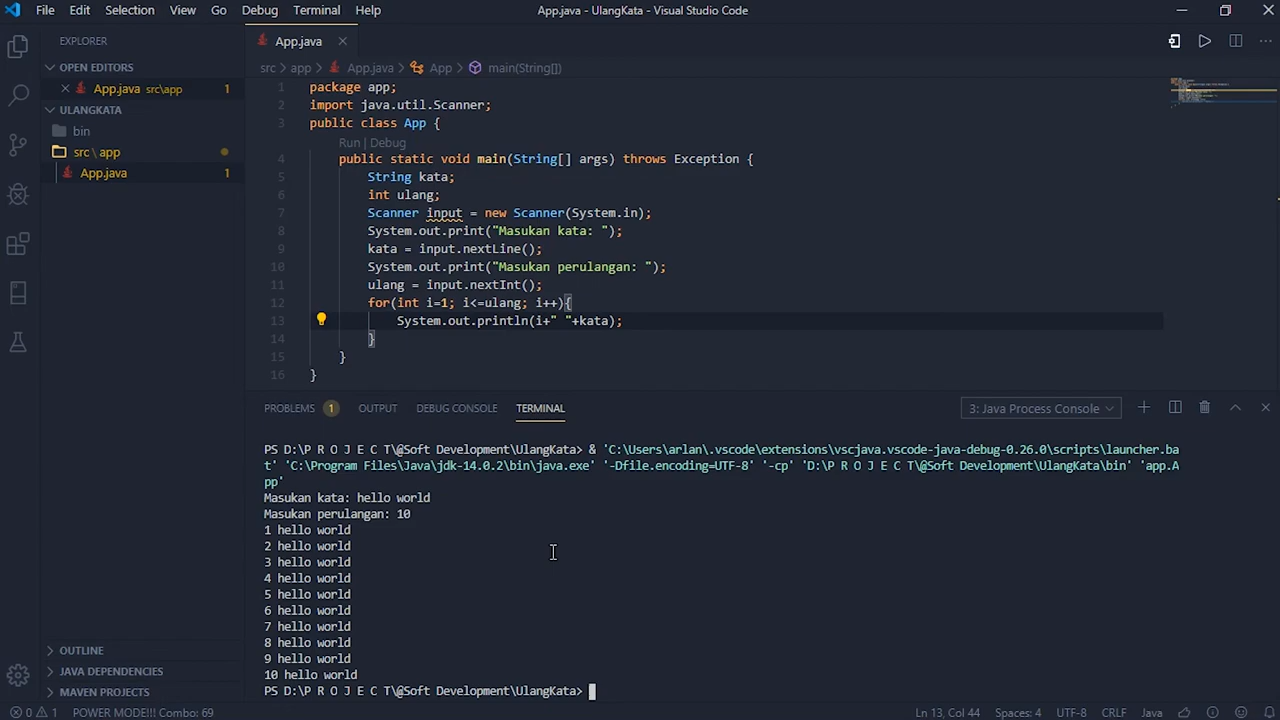 File Edit Selection View Go Debug Terminal Help App.java - UlangKata - Visual Studio Code
EXPLORER
OPEN EDITORS
App.java src\app 1
ULANGKATA
bin
src \ app
App.java 1
OUTLINE
JAVA DEPENDENCIES
MAVEN PROJECTS
App.java
src > app > App.java > App > main(String[])
1 package app;
2 import java.util.Scanner;
3 public class App {
Run | Debug
4 public static void main(String[] args) throws Exception {
5 String kata;
6 int ulang;
7 Scanner input = new Scanner(System.in);
8 System.out.print("Masukan kata: ");
9 kata = input.nextLine();
10 System.out.print("Masukan perulangan: ");
11 ulang = input.nextInt();
12 for(int i=1; i<=ulang; i++){
13 System.out.println(i+" "+kata);
14 }
15 }
16 }
PROBLEMS 1 OUTPUT DEBUG CONSOLE TERMINAL 3: Java Process Console
PS D:\P R O J E C T\@Soft Development\UlangKata> & 'C:\Users\arlan\.vscode\extensions\vscjava.vscode-java-debug-0.26.0\scripts\launcher.ba
t' 'C:\Program Files\Java\jdk-14.0.2\bin\java.exe' '-Dfile.encoding=UTF-8' '-cp' 'D:\P R O J E C T\@Soft Development\UlangKata\bin' 'app.A
pp'
Masukan kata: hello world
Masukan perulangan: 10
1 hello world
2 hello world
3 hello world
4 hello world
5 hello world
6 hello world
7 hello world
8 hello world
9 hello world
10 hello world
PS D:\P R O J E C T\@Soft Development\UlangKata>
0 1 POWER MODE!!! Combo: 69 Ln 13, Col 44 Spaces: 4 UTF-8 CRLF Java